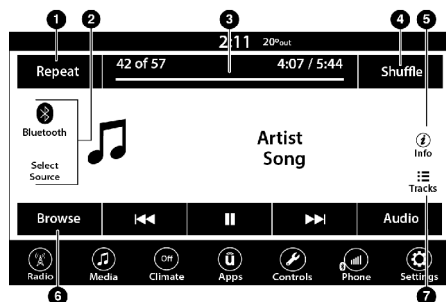 1 2 3 4 5
2:11 20°out
Repeat 42 of 57 4:07 / 5:44 Shuffle
Bluetooth
Artist
Song
Info
Select
Source
Tracks
Browse Audio
Off û
Radio Media Climate Apps Controls Phone Settings
6 7